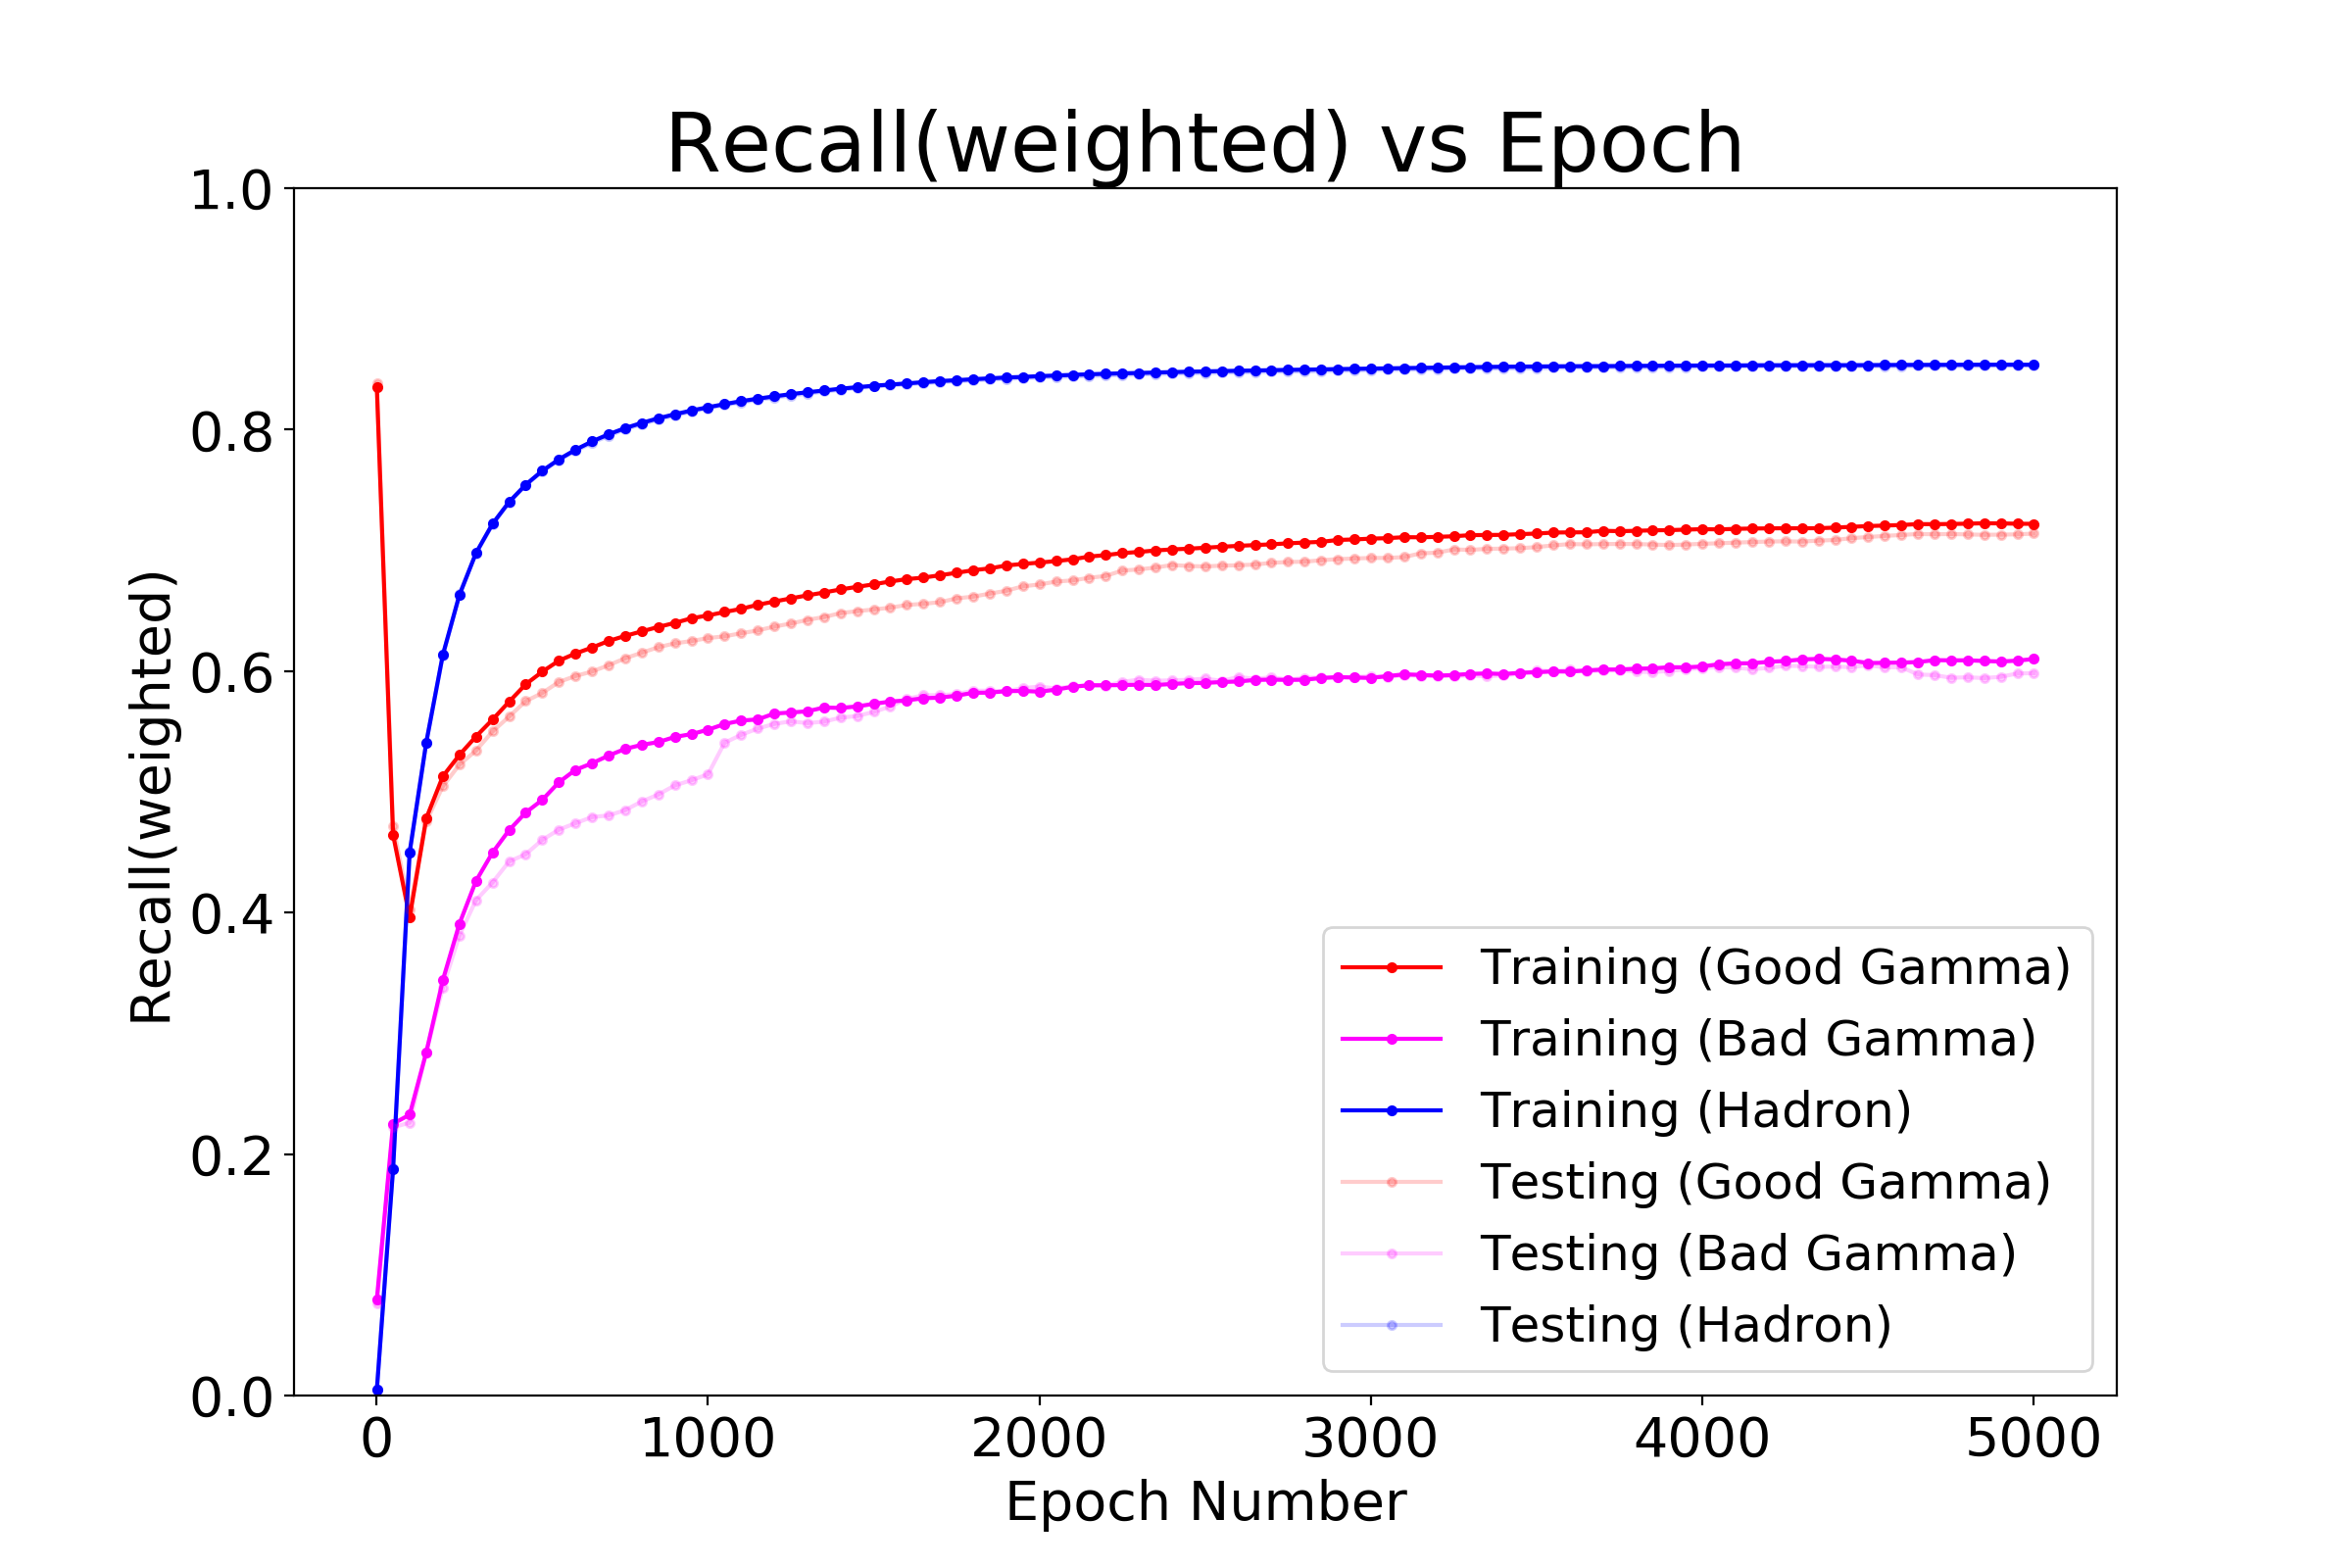 Recall(weighted) vs Epoch
Recall(weighted)
1.0
0.8
0.6
0.4
0.2
0.0
0 1000 2000 3000 4000 5000
Epoch Number
Training (Good Gamma)
Training (Bad Gamma)
Training (Hadron)
Testing (Good Gamma)
Testing (Bad Gamma)
Testing (Hadron)